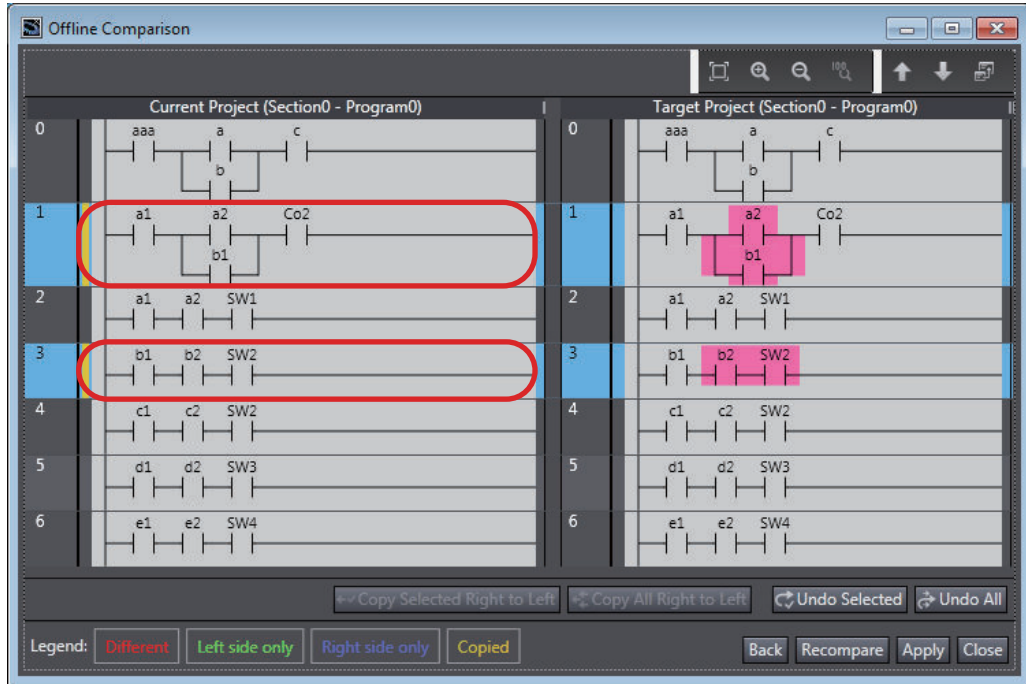 Offline Comparison
100
Current Project (Section0 - Program0)
Target Project (Section0 - Program0)
0 aaa a c 0 aaa a c
b b
1 a1 a2 Co2 1 a1 a2 Co2
b1 b1
2 a1 a2 SW1 2 a1 a2 SW1
3 b1 b2 SW2 3 b1 b2 SW2
4 c1 c2 SW2 4 c1 c2 SW2
5 d1 d2 SW3 5 d1 d2 SW3
6 e1 e2 SW4 6 e1 e2 SW4
Copy Selected Right to Left Copy All Right to Left Undo Selected Undo All
Legend: Different Left side only Right side only Copied Back Recompare Apply Close